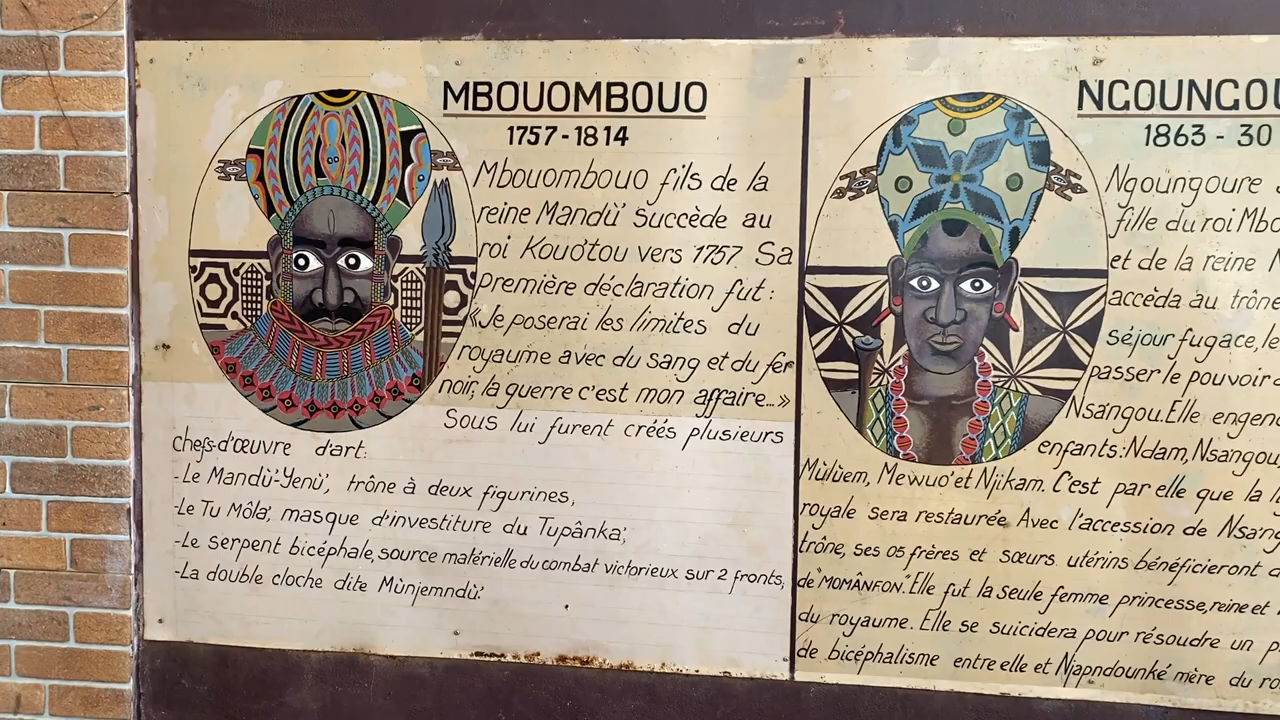 MBOUOMBOUO
1757-1814
Mbouombouo fils de la
reine Mandù' Succède au
roi Kouo'tou vers 1757. Sa
Première déclaration fut :
«Je poserai les limites du
royaume avec du sang et du fer
noir; la guerre c'est mon affaire...»
Sous lui furent créés plusieurs
chefs-d'œuvre d'art:
-Le Mandù'-Yenù', trône à deux figurines,
-Le Tu Môla', masque d'investiture du Tupânka';
-Le serpent bicéphale, source matérielle du combat victorieux sur 2 fronts,
-La double cloche dite Mùnjemndù'.
NGOUNGOU
1863 - 30
Ngoungoure
fille du roi Mbo
et de la reine
accèda au trône
séjour fugace, le
passer le pouvoir
Nsangou. Elle engen
enfants: Ndam, Nsangou,
Mùlùem, Mewuo' et Njikam. C'est par elle que la
royale sera restaurée. Avec l'accession de Nsang
trône, ses 05 frères et sœurs utérins bénéficieront
de "MOMÂNFON". Elle fut la seule femme princesse, reine et
du royaume. Elle se suicidera pour résoudre un
de bicéphalisme entre elle et Njapndounké mère du ro